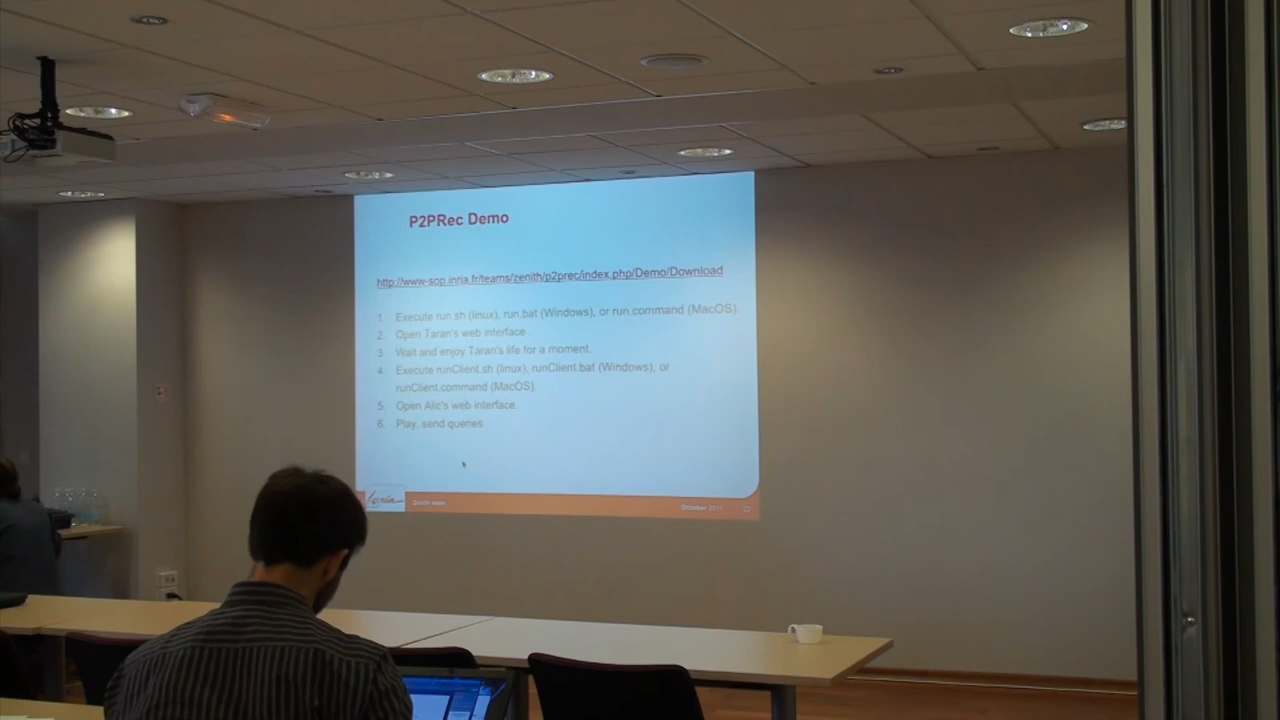 P2PRec Demo
http://www-sop.inria.fr/teams/zenith/p2prec/index.php/Demo/Download
1. Execute run.sh (linux), run.bat (Windows), or run.command (MacOS).
2. Open Taran's web interface
3. Wait and enjoy Taran's life for a moment.
4. Execute runClient.sh (linux), runClient.bat (Windows), or
runClient.command (MacOS).
5. Open Alic's web interface.
6. Play, send queries
Inria
Zenith team
October 2011